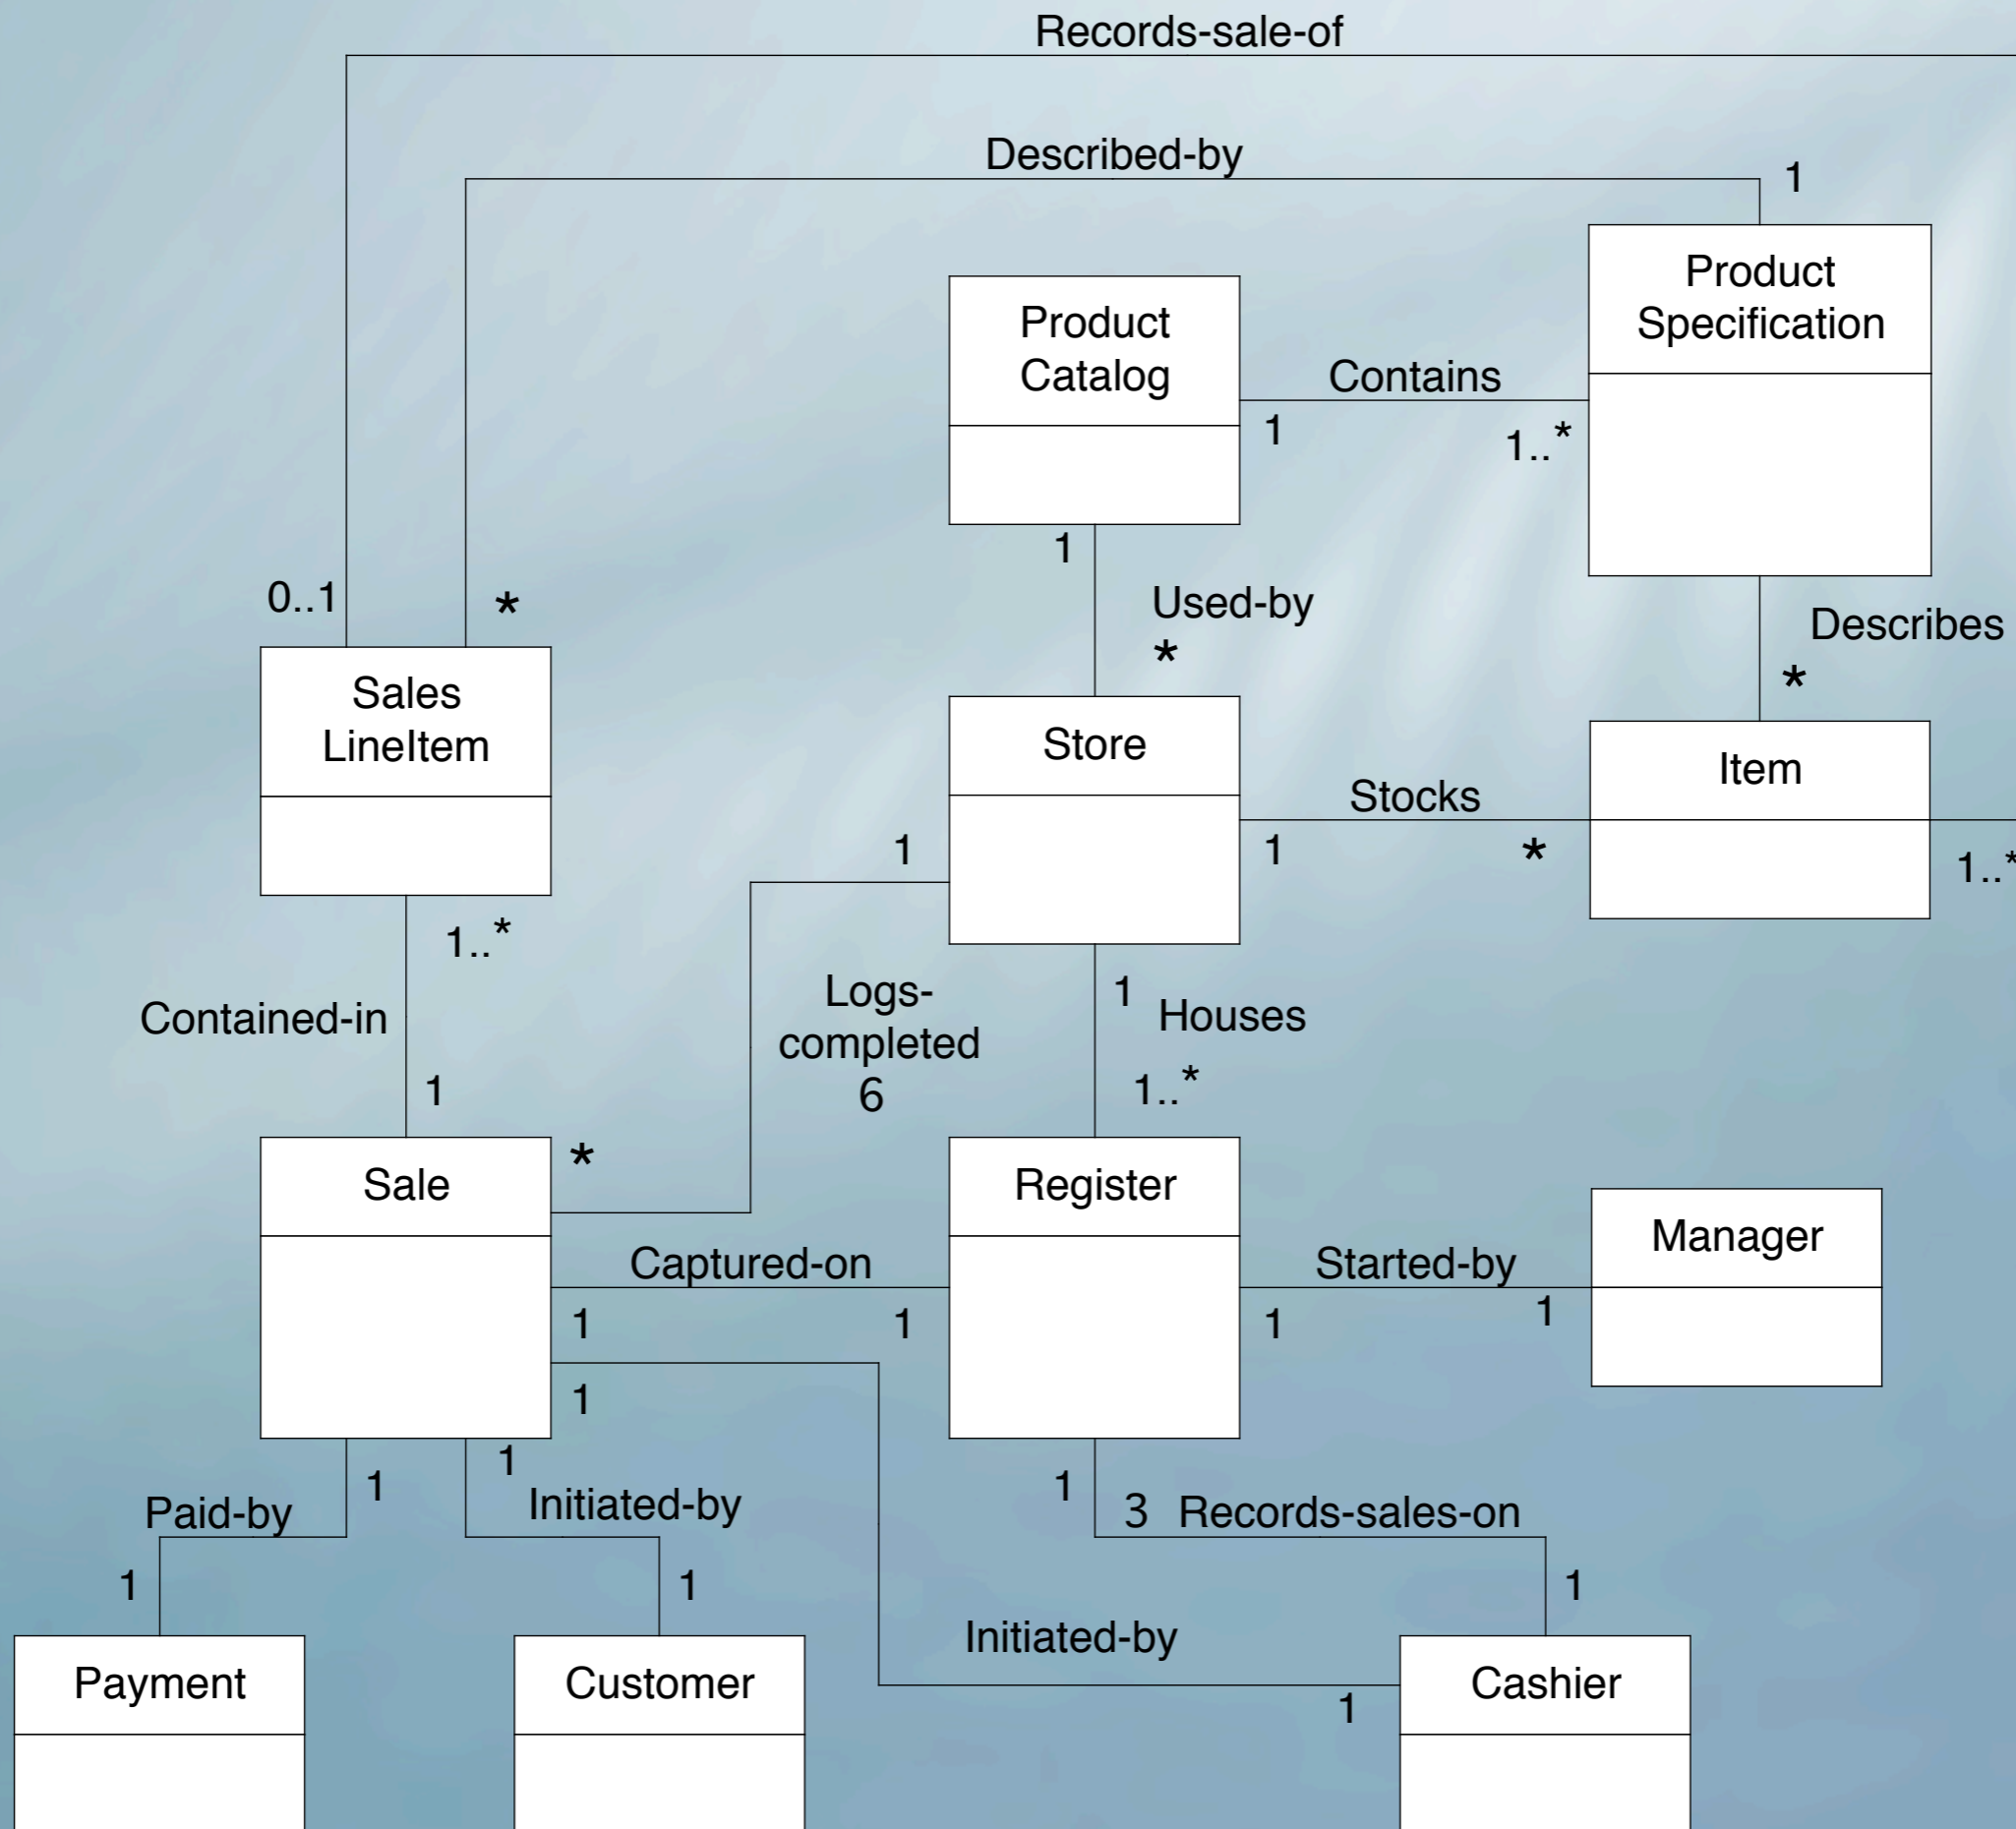 Records-sale-of
Described-by
1
Product
Specification
Product
Catalog
Contains
1
1..*
1
Used-by
*
0..1
*
Describes
*
Sales
LineItem
Store
Item
Stocks
1
1
*
1..*
1..*
Contained-in
1
Logs-
completed
6
1
Houses
1..*
*
Sale
Register
Manager
Captured-on
Started-by
1
1
1
1
1
1
1
Paid-by
Initiated-by
1
3 Records-sales-on
1
1
1
Initiated-by
1
Payment
Customer
Cashier